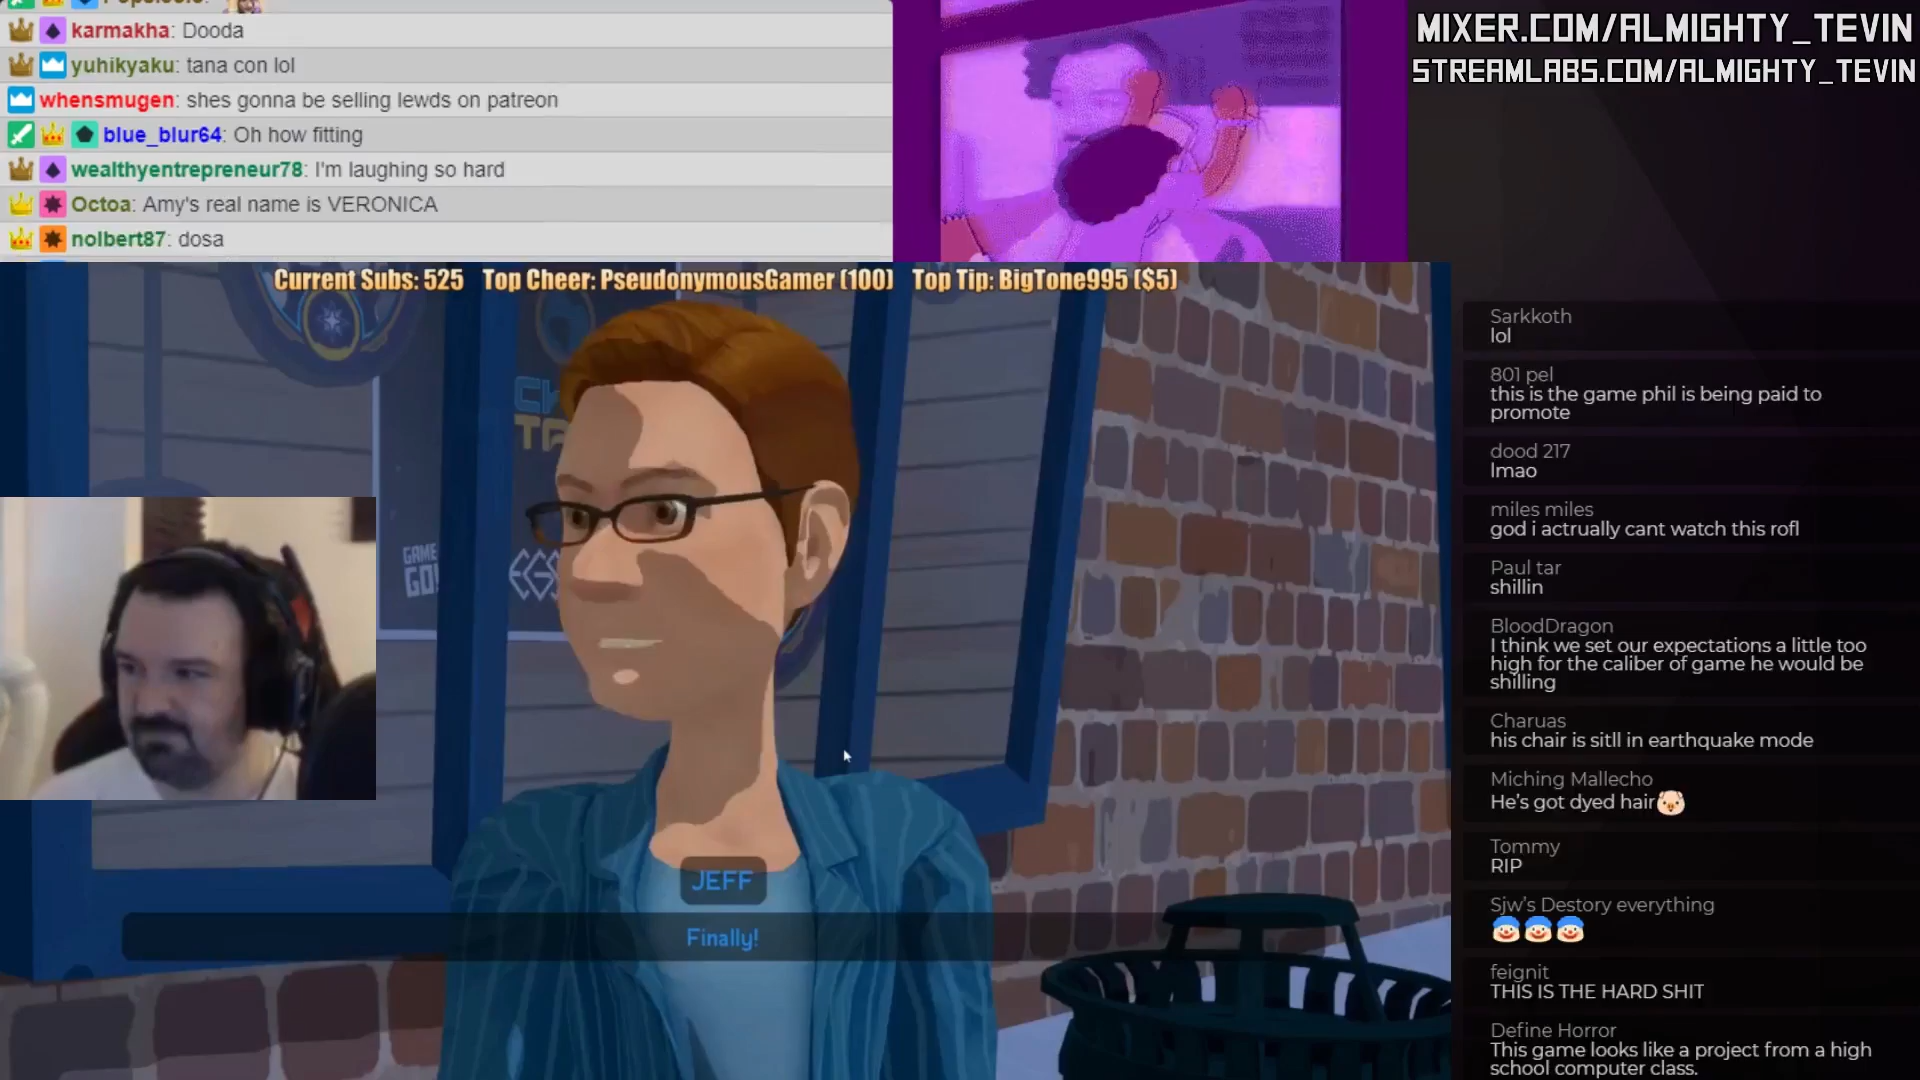 karmakha: Dooda
yuhikyaku: tana con lol
whensmugen: shes gonna be selling lewds on patreon
blue_blur64: Oh how fitting
wealthyentrepreneur78: I'm laughing so hard
Octoa: Amy's real name is VERONICA
nolbert87: dosa
MIXER.COM/ALMIGHTY_TEVIN
STREAMLABS.COM/ALMIGHTY_TEVIN
Current Subs: 525 Top Cheer: PseudonymousGamer (100) Top Tip: BigTone995 ($5)
GAME
GO!
EGS
JEFF
Finally!
Sarkkoth
lol
801 pel
this is the game phil is being paid to
promote
dood 217
lmao
miles miles
god i actrually cant watch this rofl
Paul tar
shillin
BloodDragon
I think we set our expectations a little too
high for the caliber of game he would be
shilling
Charuas
his chair is sitll in earthquake mode
Miching Mallecho
He's got dyed hair🐷
Tommy
RIP
Sjw's Destory everything
🤡🤡🤡
feignit
THIS IS THE HARD SHIT
Define Horror
This game looks like a project from a high
school computer class.